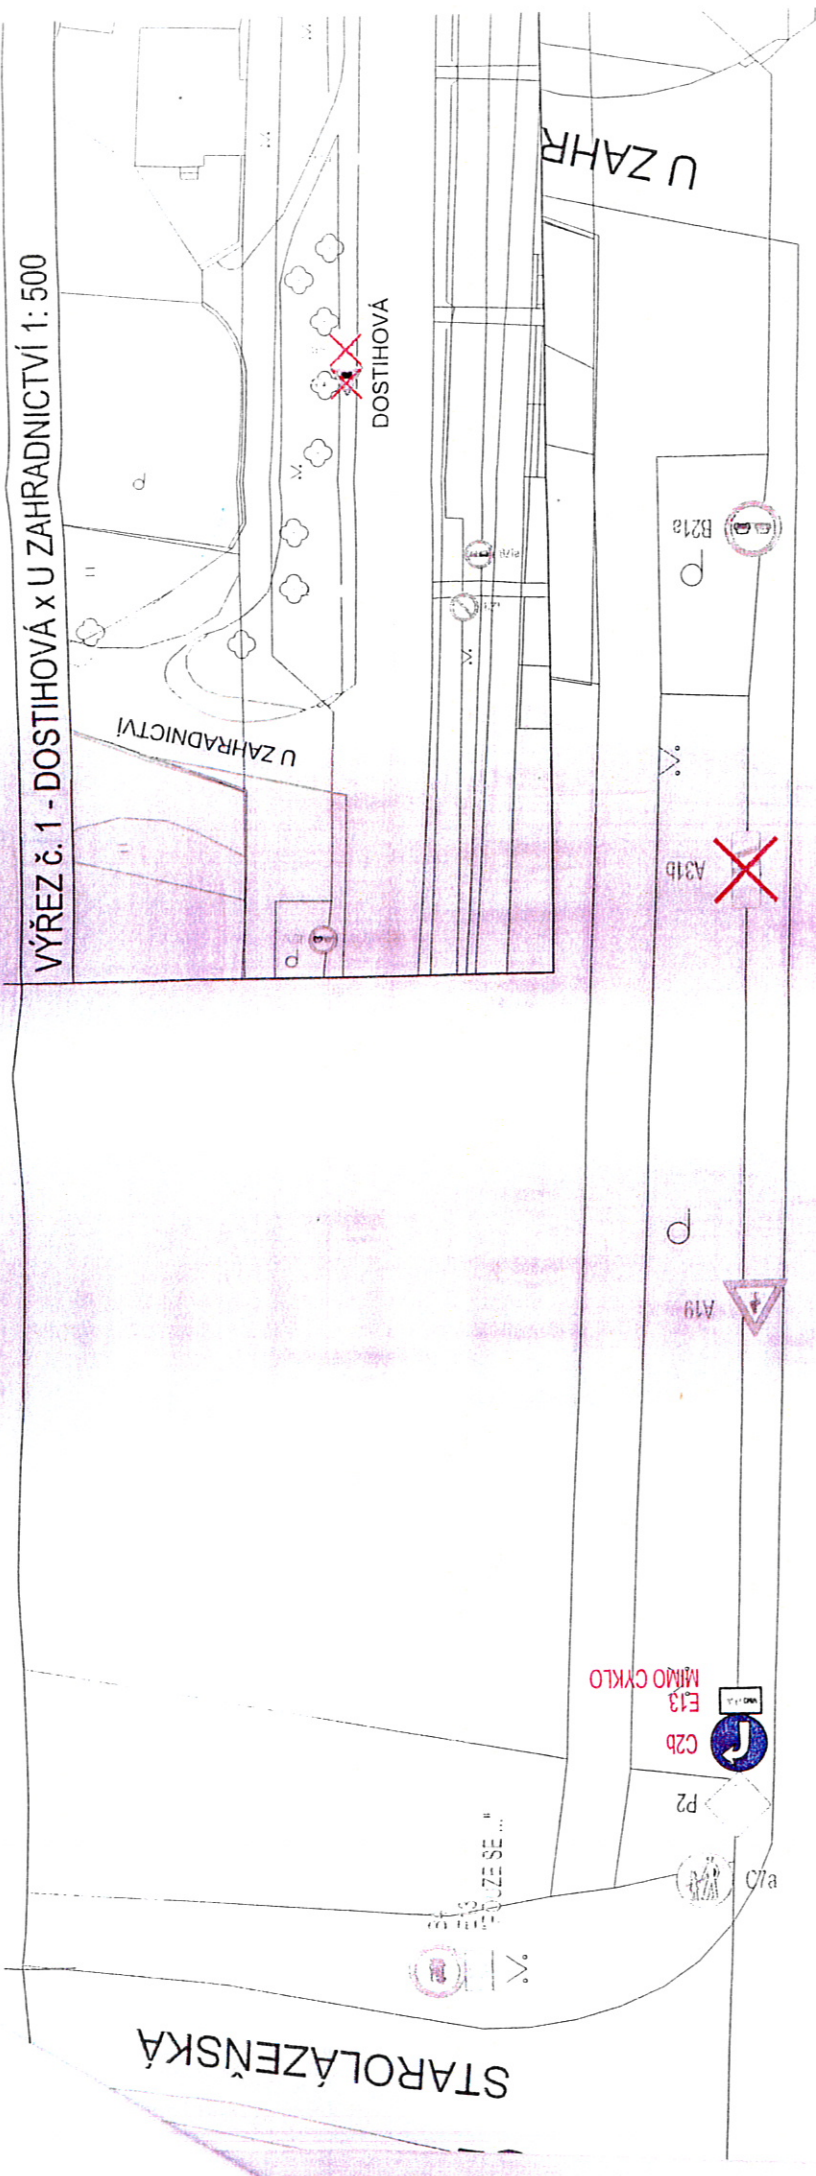 VÝŘEZ č. 1 - DOSTIHOVÁ x U ZAHRADNICTVÍ 1: 500
DOSTIHOVÁ
U ZAHRADNICTVÍ
U ZAHR
B21a
A31b
A19
E13
MIMO CYKLO
C2b
P2
C7a
POUZE SE ..."
STAROLÁZEŇSKÁ